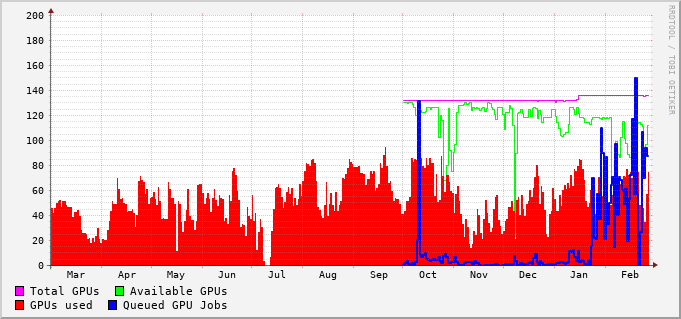 RRDTOOL / TOBI OETIKER
200
180
160
140
120
100
80
60
40
20
0
Mar Apr May Jun Jul Aug Sep Oct Nov Dec Jan Feb
Total GPUs Available GPUs
GPUs used Queued GPU Jobs